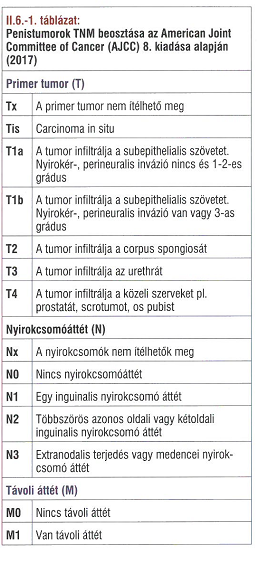 II.6.-1. táblázat:
Penistumorok TNM beosztása az American Joint
Committee of Cancer (AJCC) 8. kiadása alapján
(2017)
Primer tumor (T)
Tx A primer tumor nem ítélhető meg
Tis Carcinoma in situ
T1a A tumor infiltrálja a subepithelialis szövetet.
Nyirokér-, perineuralis invázió nincs és 1-2-es
grádus
T1b A tumor infiltrálja a subepithelialis szövetet.
Nyirokér-, perineuralis invázió van vagy 3-as
grádus
T2 A tumor infiltrálja a corpus spongiosát
T3 A tumor infiltrálja az urethrát
T4 A tumor infiltrálja a közeli szerveket pl.
prostatát, scrotumot, os pubist
Nyirokcsomóáttét (N)
Nx A nyirokcsomók nem ítélhetők meg
N0 Nincs nyirokcsomóáttét
N1 Egy inguinalis nyirokcsomó áttét
N2 Többszörös azonos oldali vagy kétoldali
inguinalis nyirokcsomó áttét
N3 Extranodalis terjedés vagy medencei nyirok-
csomó áttét
Távoli áttét (M)
M0 Nincs távoli áttét
M1 Van távoli áttét